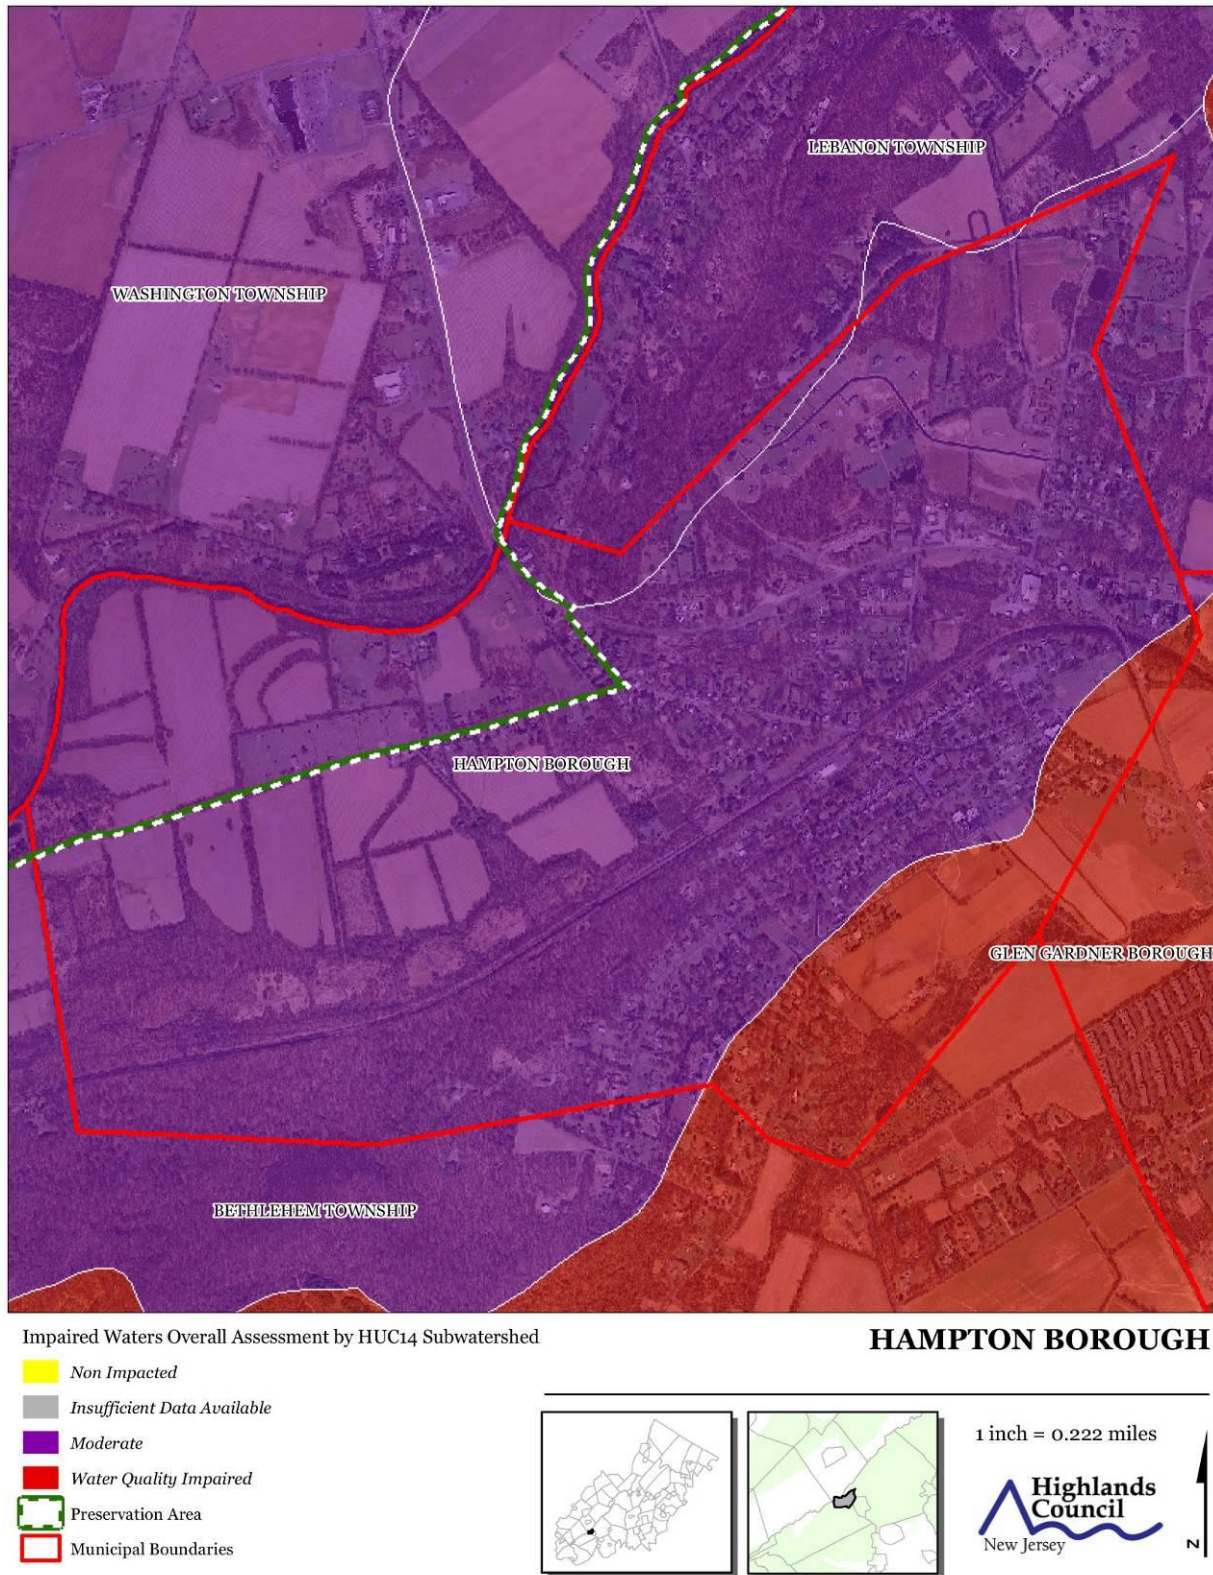 LEBANON TOWNSHIP
WASHINGTON TOWNSHIP
HAMPTON BOROUGH
GLEN GARDNER BOROUGH
BETHLEHEM TOWNSHIP
Impaired Waters Overall Assessment by HUC14 Subwatershed
Non Impacted
Insufficient Data Available
Moderate
Water Quality Impaired
Preservation Area
Municipal Boundaries
HAMPTON BOROUGH
1 inch = 0.222 miles
Highlands
Council
New Jersey
N